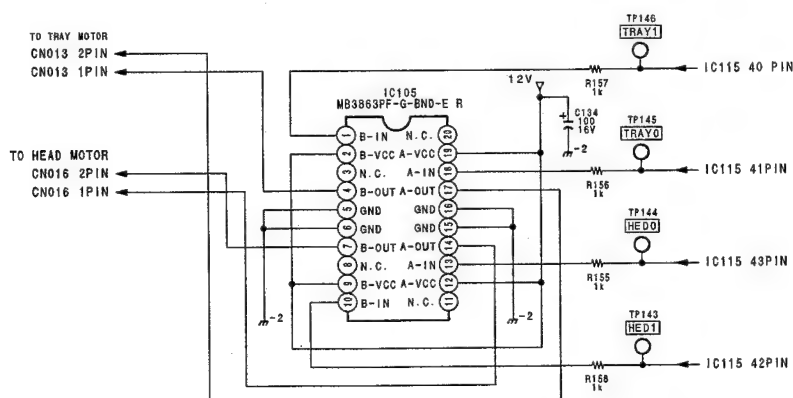 TO TRAY MOTOR
CN013 2PIN
CN013 1PIN
TO HEAD MOTOR
CN016 2PIN
CN016 1PIN
IC105
MB3863PF-G-BND-E R
1 B-IN N.C. 20
2 B-VCC A-VCC 19
3 N.C. A-IN 18
4 B-OUT A-OUT 17
5 GND GND 16
6 GND GND 15
7 B-OUT A-OUT 14
8 N.C. A-IN 13
9 B-VCC A-VCC 12
10 B-IN N.C. 11
-2
-2
12V
+
C134
100
16V
-2
TP146
TRAY1
R157
1k
IC115 40 PIN
TP145
TRAY0
R156
1k
IC115 41PIN
TP144
HED0
R155
1k
IC115 43PIN
TP143
HED1
R158
1k
IC115 42PIN